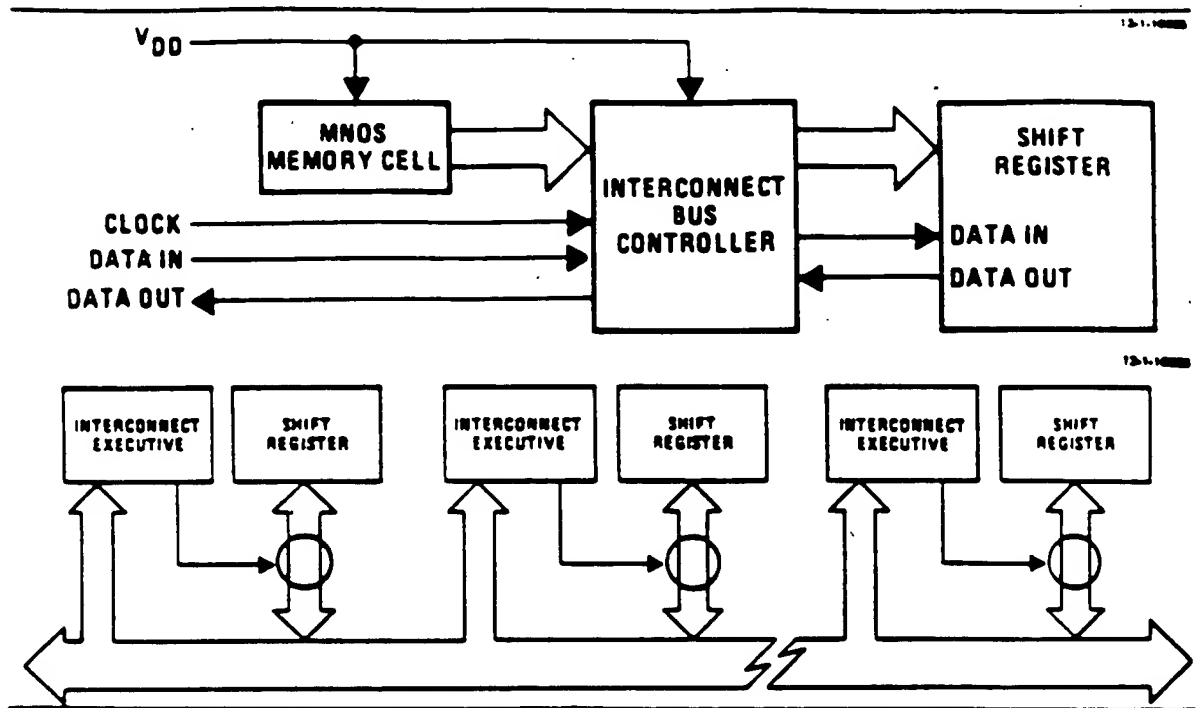 VDD
MNOS
MEMORY CELL
INTERCONNECT
BUS
CONTROLLER
SHIFT
REGISTER
CLOCK
DATA IN
DATA OUT
DATA IN
DATA OUT
INTERCONNECT
EXECUTIVE
SHIFT
REGISTER
INTERCONNECT
EXECUTIVE
SHIFT
REGISTER
INTERCONNECT
EXECUTIVE
SHIFT
REGISTER